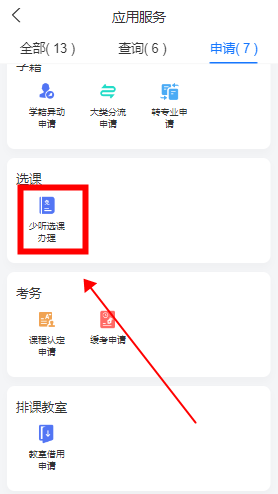 应用服务
全部( 13 )
查询( 6 )
申请( 7 )
学籍
学籍异动
申请
大类分流
申请
转专业申
请
选课
少听选课
办理
考务
课程认定
申请
缓考申请
排课教室
教室借用
申请